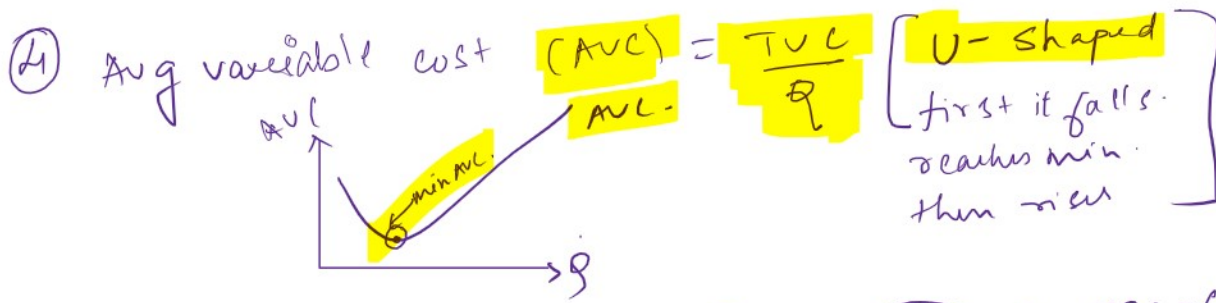 ④ Avg variable cost (AVC) = TVC / Q [ U-shaped
first it falls.
reaches min.
then rises ]
AVC
AVC.
min AVC.
Q